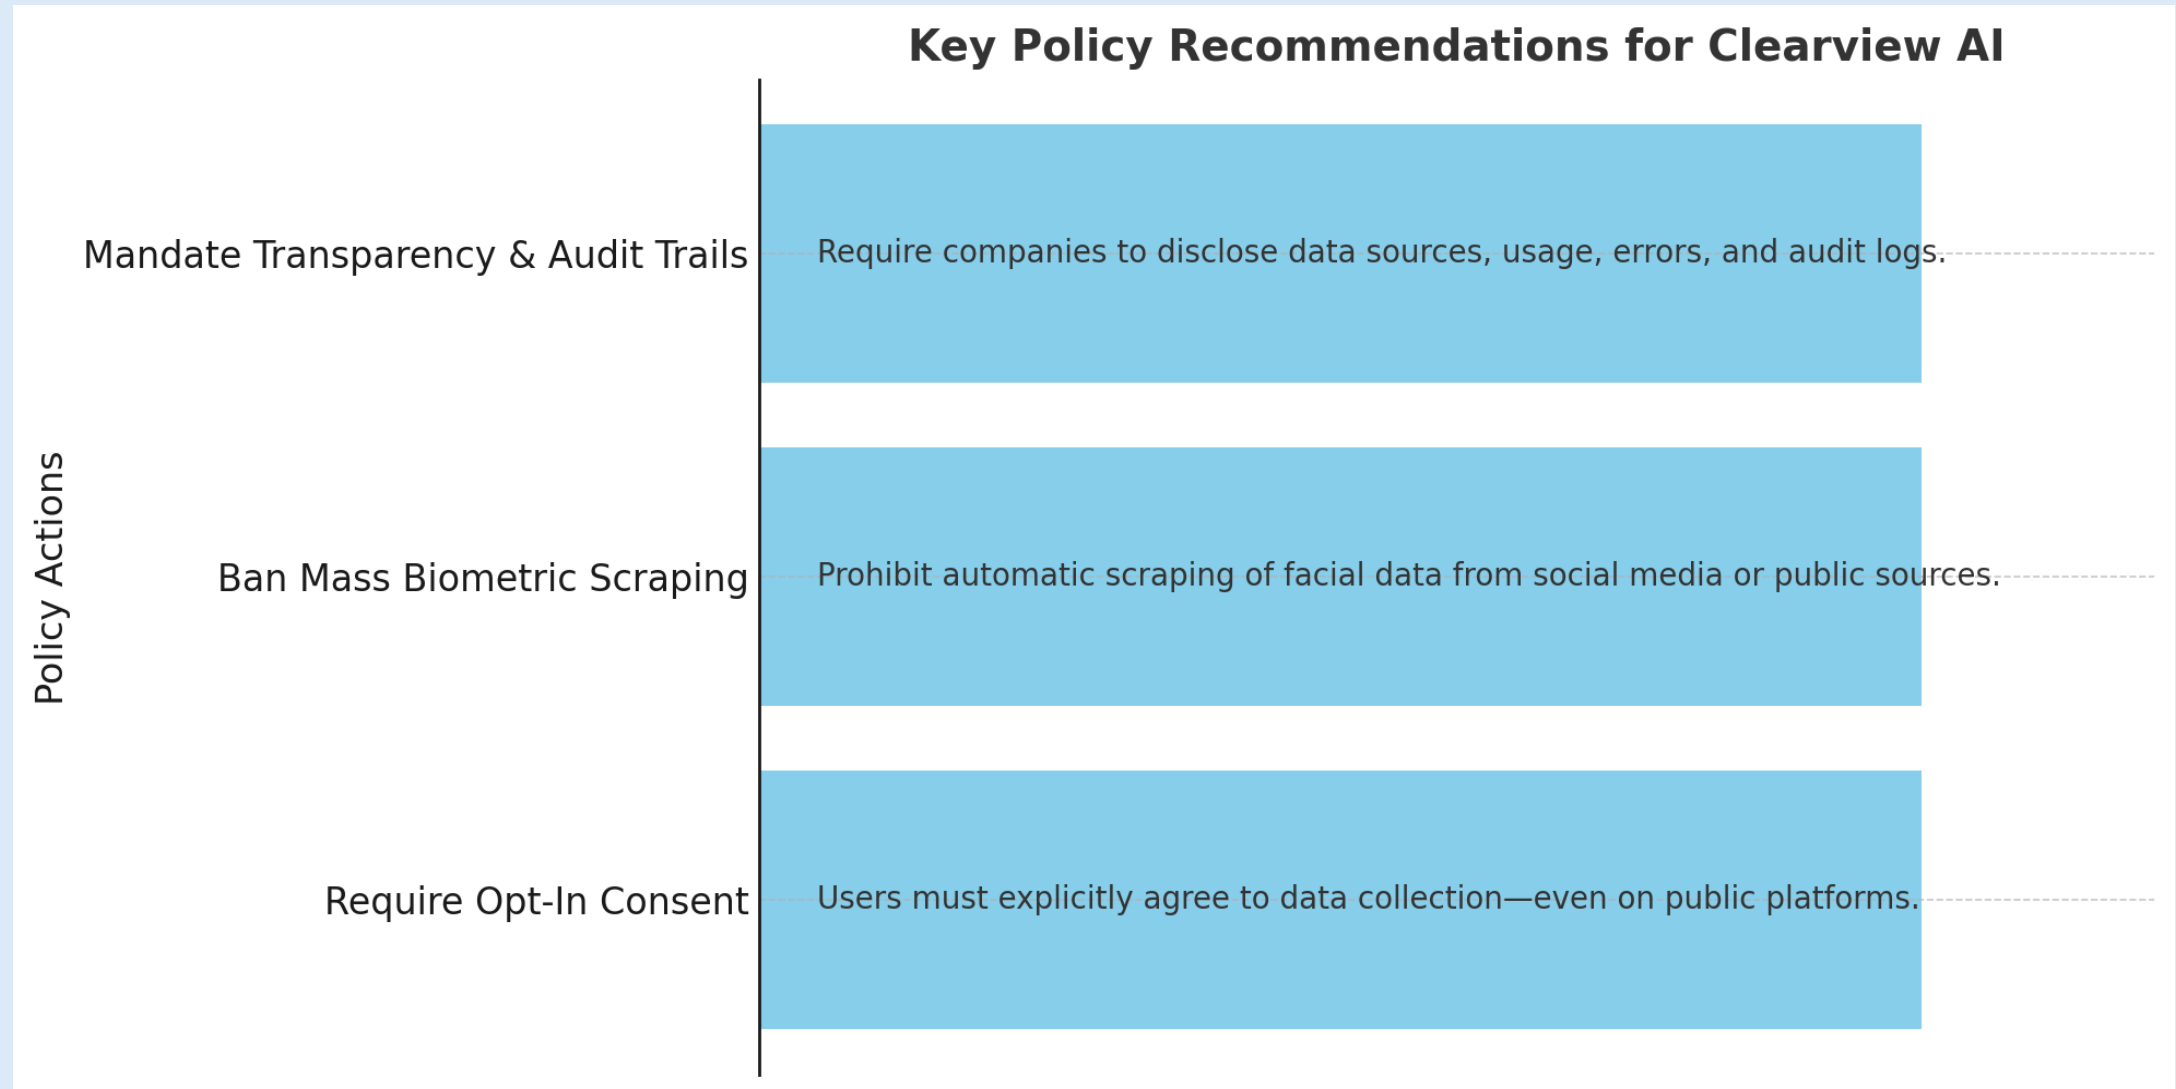 Key Policy Recommendations for Clearview AI
Policy Actions
Mandate Transparency & Audit Trails
Require companies to disclose data sources, usage, errors, and audit logs.
Ban Mass Biometric Scraping
Prohibit automatic scraping of facial data from social media or public sources.
Require Opt-In Consent
Users must explicitly agree to data collection—even on public platforms.